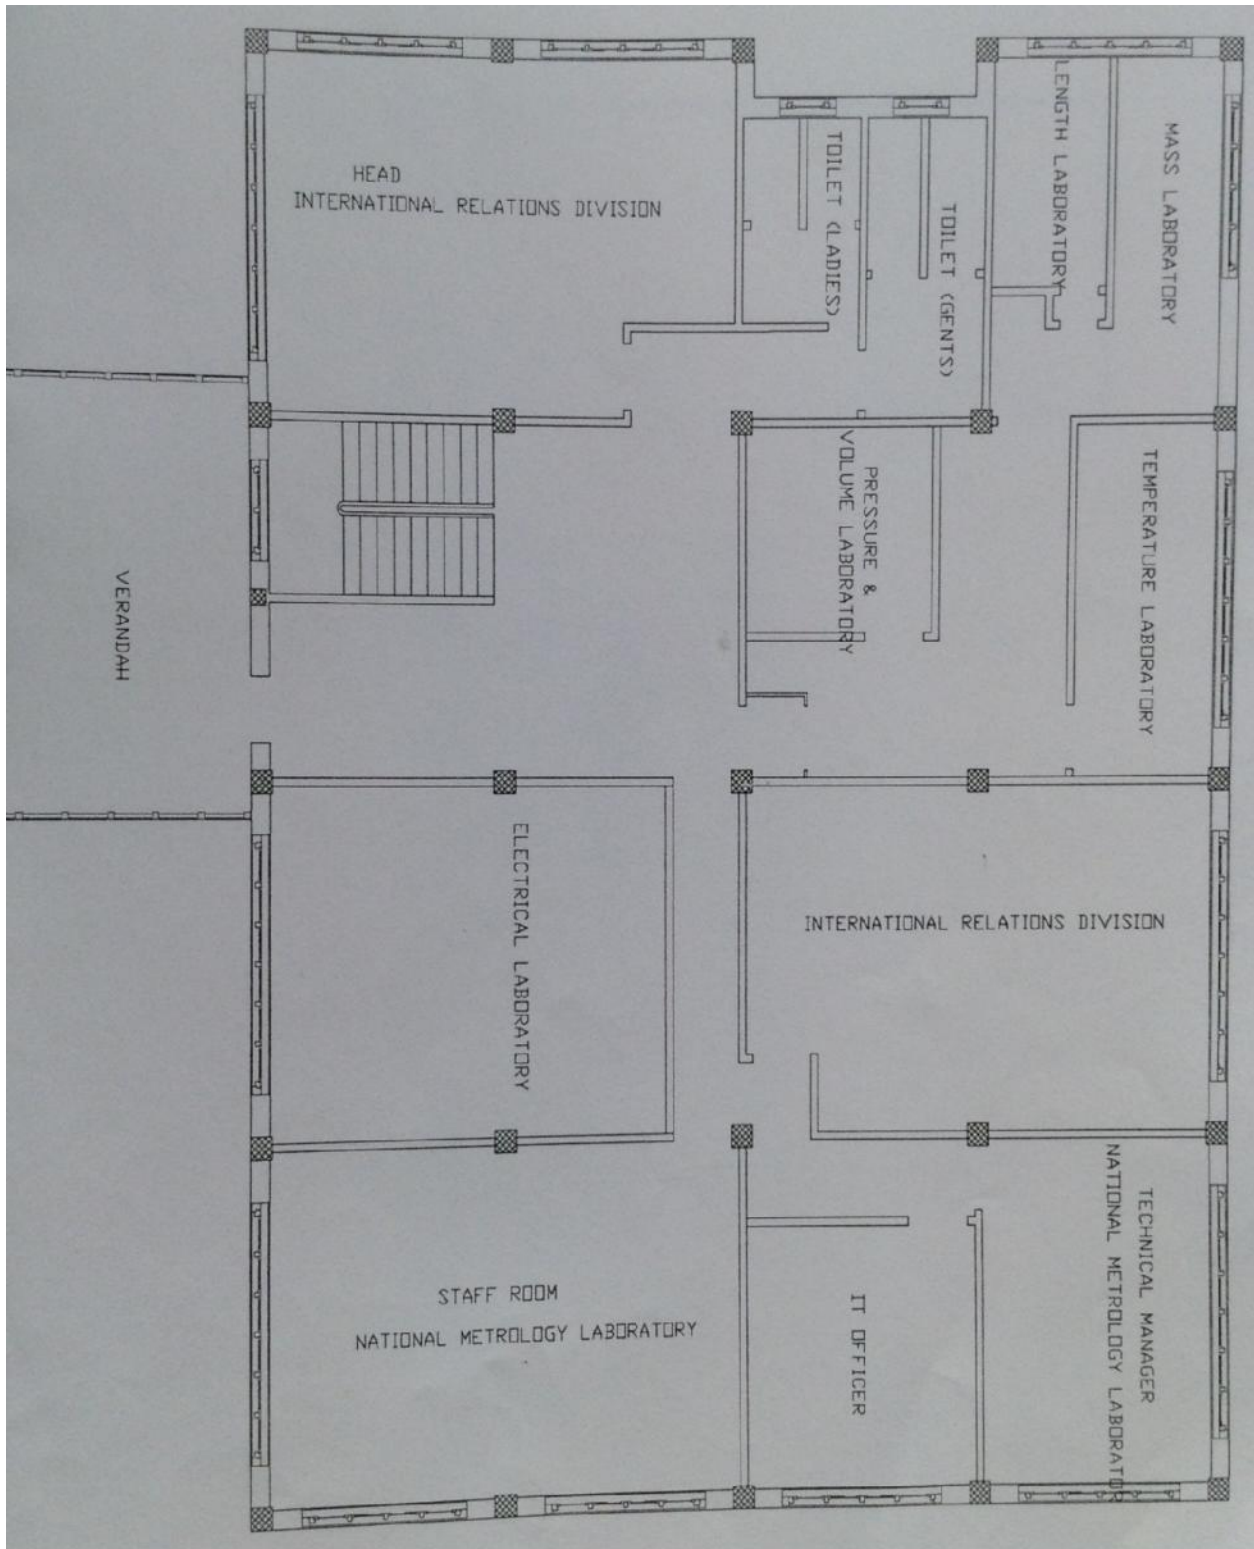 HEAD
INTERNATIONAL RELATIONS DIVISION
TOILET (LADIES)
TOILET (GENTS)
LENGTH LABORATORY
MASS LABORATORY
PRESSURE &
VOLUME LABORATORY
TEMPERATURE LABORATORY
VERANDAH
ELECTRICAL LABORATORY
INTERNATIONAL RELATIONS DIVISION
STAFF ROOM
NATIONAL METROLOGY LABORATORY
IT OFFICER
TECHNICAL MANAGER
NATIONAL METROLOGY LABORATORY